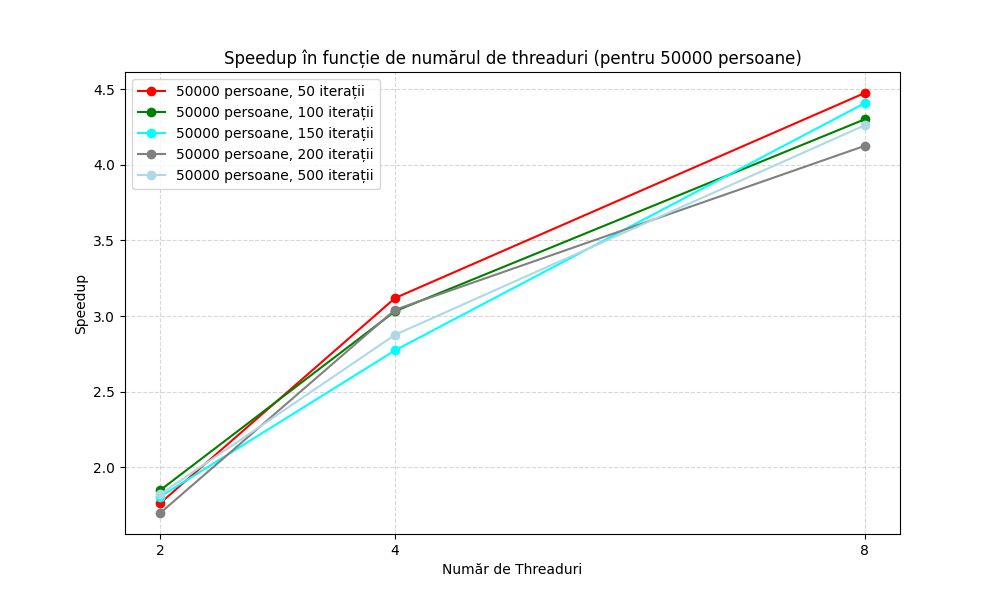 Speedup în funcție de numărul de threaduri (pentru 50000 persoane)
50000 persoane, 50 iterații
50000 persoane, 100 iterații
50000 persoane, 150 iterații
50000 persoane, 200 iterații
50000 persoane, 500 iterații
4.5
4.0
3.5
3.0
2.5
2.0
Speedup
2 4 8
Număr de Threaduri